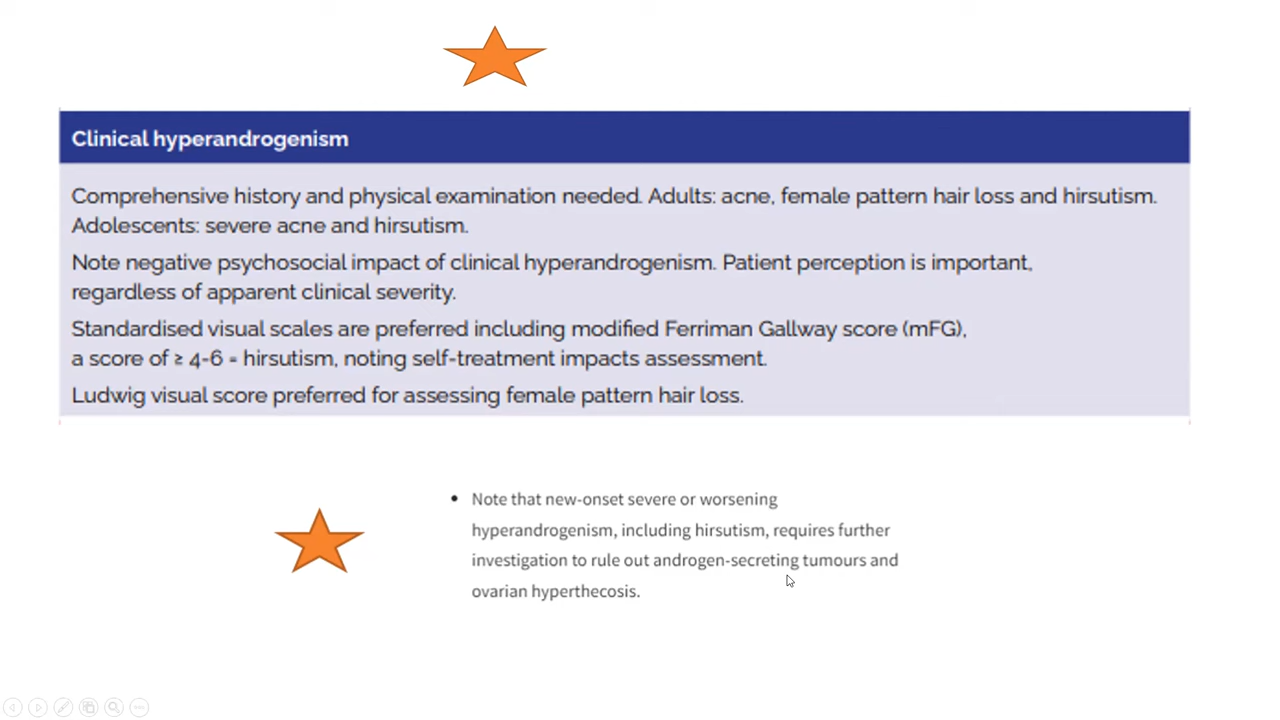 Clinical hyperandrogenism
Comprehensive history and physical examination needed. Adults: acne, female pattern hair loss and hirsutism.
Adolescents: severe acne and hirsutism.
Note negative psychosocial impact of clinical hyperandrogenism. Patient perception is important,
regardless of apparent clinical severity.
Standardised visual scales are preferred including modified Ferriman Gallway score (mFG),
a score of ≥ 4-6 = hirsutism, noting self-treatment impacts assessment.
Ludwig visual score preferred for assessing female pattern hair loss.
• Note that new-onset severe or worsening
hyperandrogenism, including hirsutism, requires further
investigation to rule out androgen-secreting tumours and
ovarian hyperthecosis.